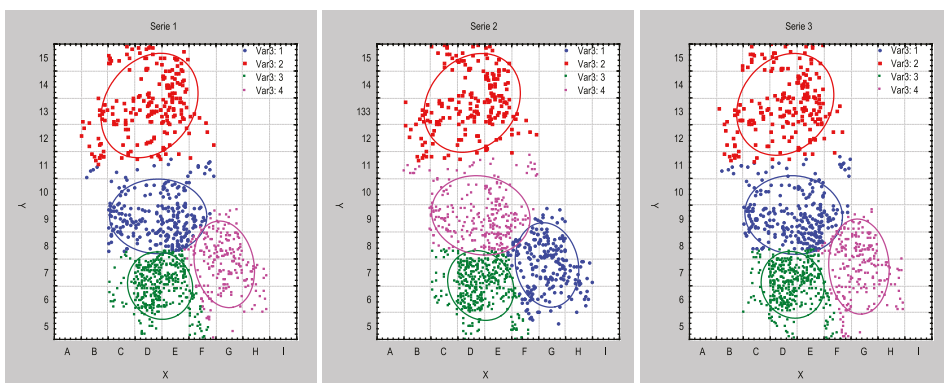 Serie 1
Var3: 1
Var3: 2
Var3: 3
Var3: 4
15
14
13
12
11
10
9
8
7
6
5
Y
A B C D E F G H I
X
Serie 2
Var3: 1
Var3: 2
Var3: 3
Var3: 4
15
14
133
12
11
10
9
8
7
6
5
Y
A B C D E F G H I
X
Serie 3
Var3: 1
Var3: 2
Var3: 3
Var3: 4
15
14
13
12
11
10
9
8
7
6
5
Y
A B C D E F G H I
X